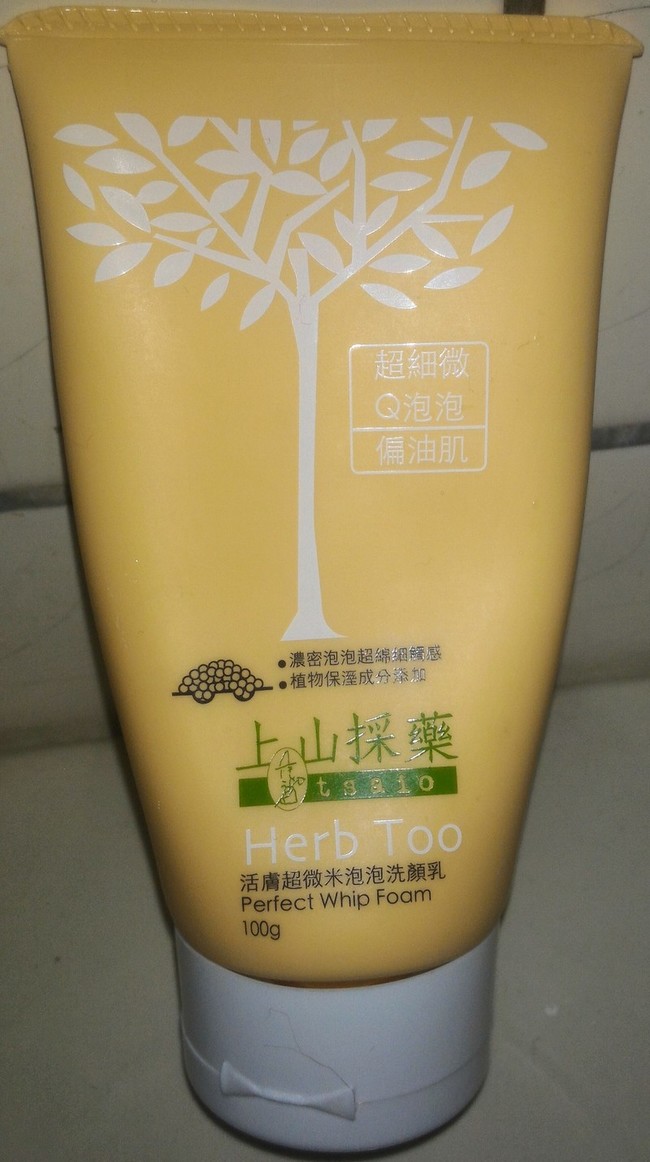 超細微
Q泡泡
偏油肌
濃密泡泡超綿細觸感
植物保溼成分添加
上山採藥
tsaio
Herb Too
活膚超微米泡泡洗顏乳
Perfect Whip Foam
100g